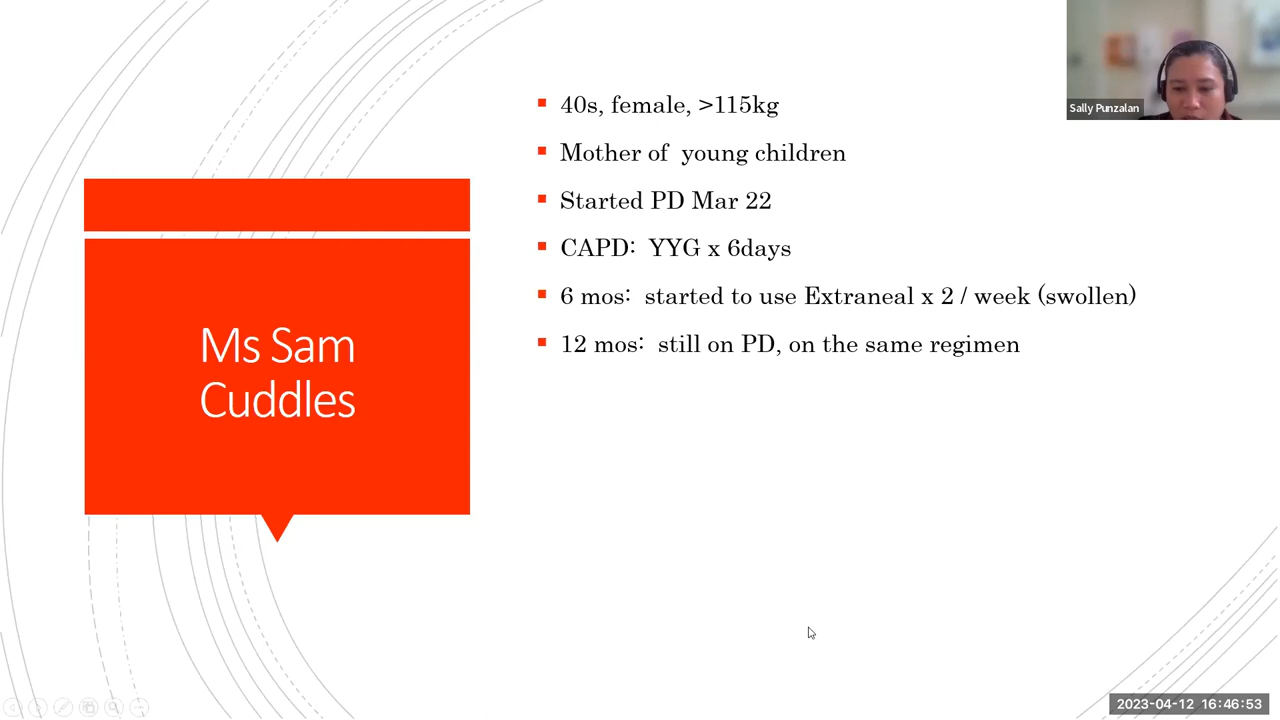 Sally Punzalan
Ms Sam
Cuddles
40s, female, >115kg
Mother of  young children
Started PD Mar 22
CAPD:  YYG x 6days
6 mos:  started to use Extraneal x 2 / week (swollen)
12 mos:  still on PD, on the same regimen
2023-04-12  16:46:53